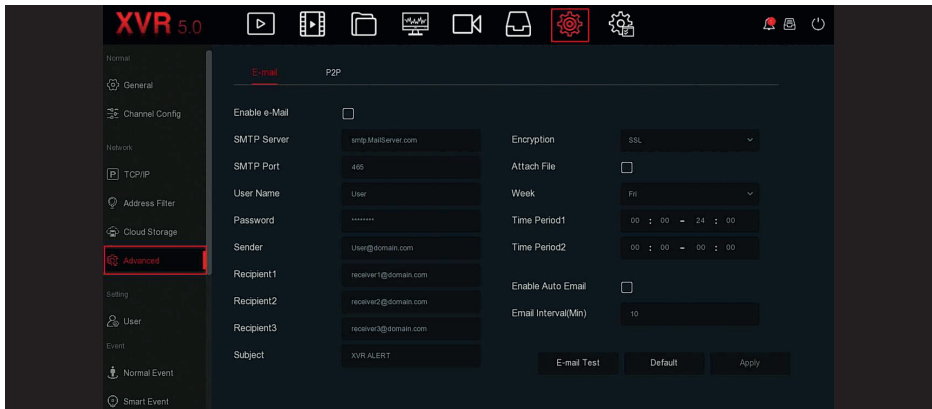 XVR 5.0
Normal
General
Channel Config
Network
P TCP/IP
Address Filter
Cloud Storage
Advanced
Setting
User
Event
Normal Event
Smart Event
E-mail P2P
Enable e-Mail
SMTP Server smtp.MailServer.com
SMTP Port 465
User Name User
Password ********
Sender User@domain.com
Recipient1 receiver1@domain.com
Recipient2 receiver2@domain.com
Recipient3 receiver3@domain.com
Subject XVR ALERT
Encryption SSL
Attach File
Week Fri
Time Period1 00 : 00 - 24 : 00
Time Period2 00 : 00 - 00 : 00
Enable Auto Email
Email Interval(Min) 10
E-mail Test Default Apply